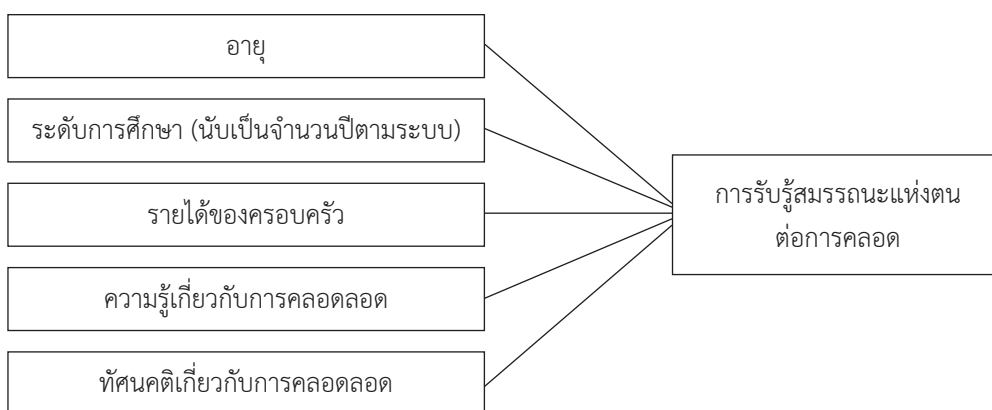 อายุ
ระดับการศึกษา (นับเป็นจำนวนปีตามระบบ)
รายได้ของครอบครัว
ความรู้เกี่ยวกับการคลอดลอด
ทัศนคติเกี่ยวกับการคลอดลอด
การรับรู้สมรรถนะแห่งตน
ต่อการคลอด